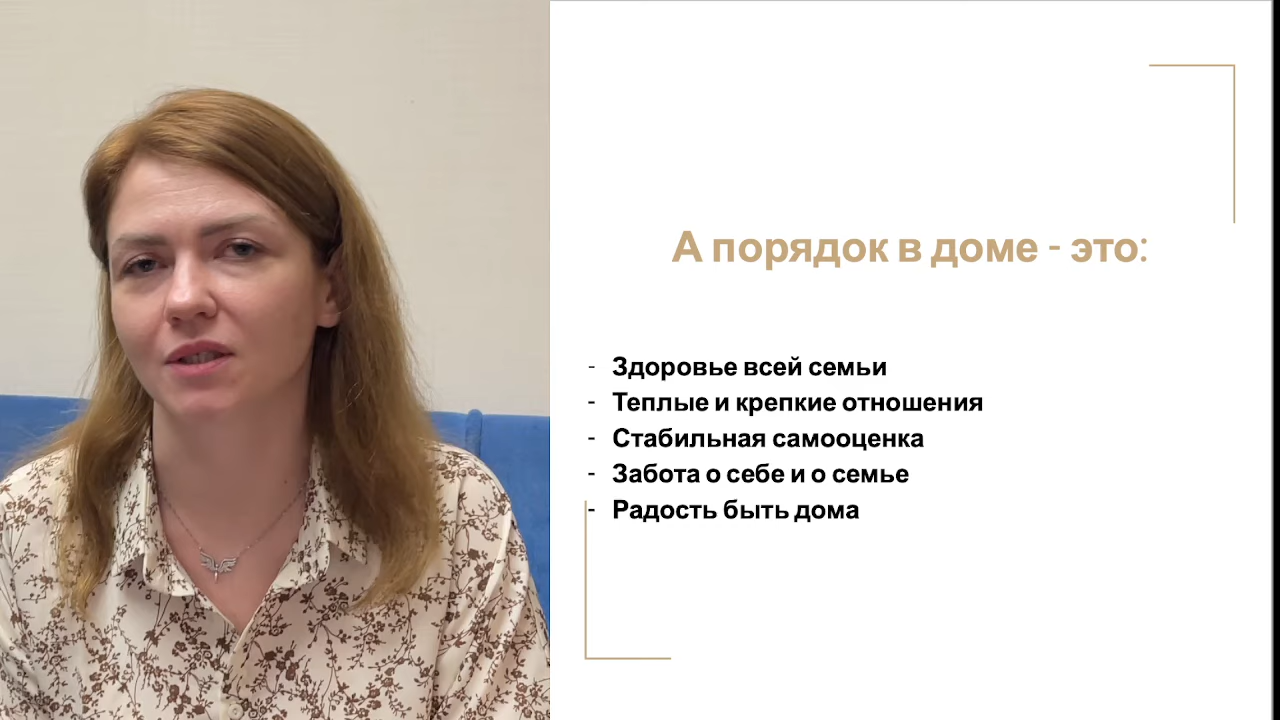 А порядок в доме - это:
- Здоровье всей семьи
- Теплые и крепкие отношения
- Стабильная самооценка
- Забота о себе и о семье
- Радость быть дома